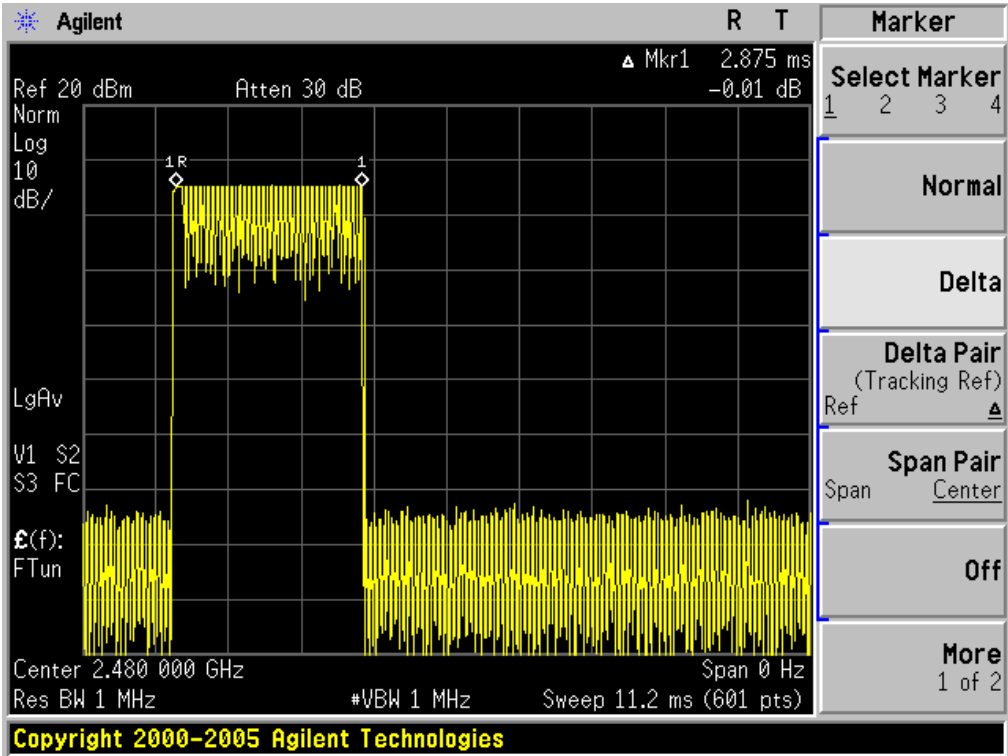 Agilent R T Marker
Δ Mkr1 2.875 ms
Ref 20 dBm Atten 30 dB -0.01 dB
Norm
Log
10
dB/
1R 1
LgAv
V1 S2
S3 FC
£(f):
FTun
Center 2.480 000 GHz Span 0 Hz
Res BW 1 MHz #VBW 1 MHz Sweep 11.2 ms (601 pts)
Select Marker
1 2 3 4
Normal
Delta
Delta Pair
(Tracking Ref)
Ref Δ
Span Pair
Span Center
Off
More
1 of 2
Copyright 2000-2005 Agilent Technologies